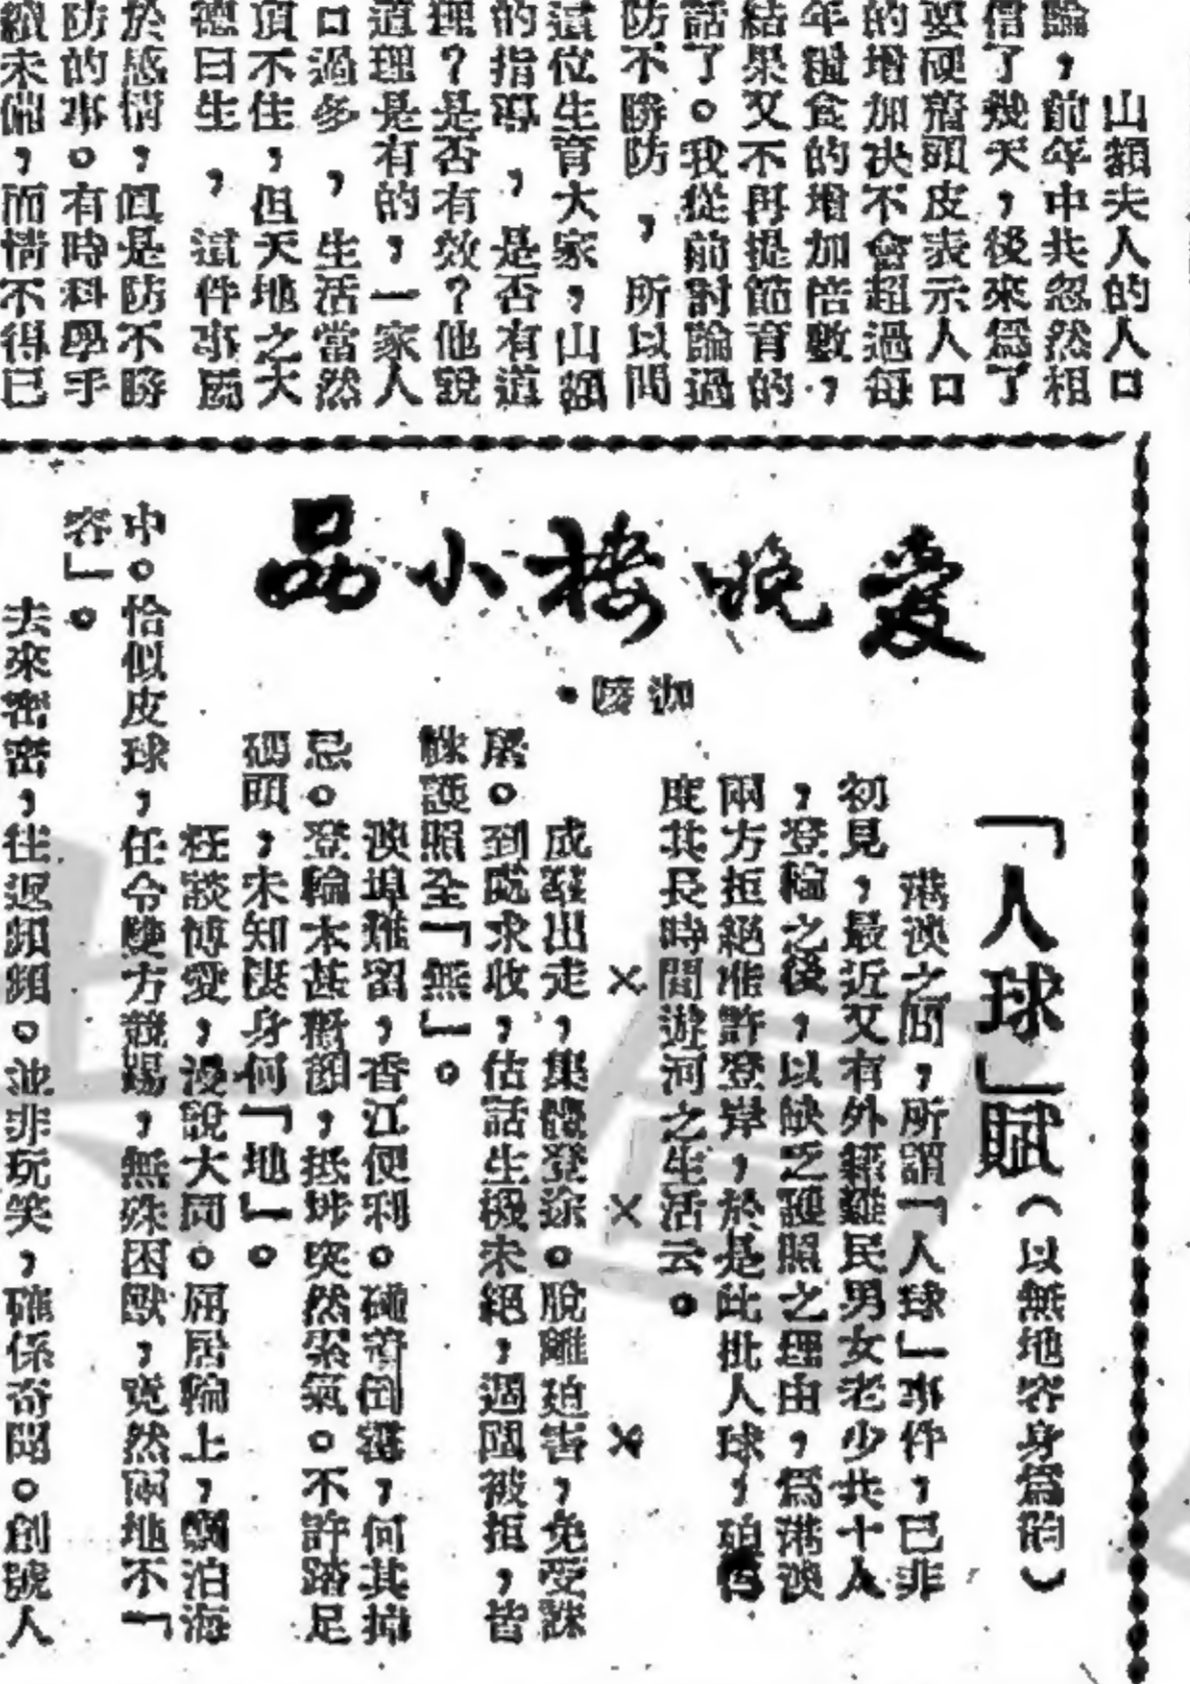 山額夫人的人口
論，前年中共忽然相
信了幾天，後來爲了
要硬着頭皮表示人口
的增加决不會超過每
年糧食的增加倍數，
結果又不再提節育的
話了。我從前討論過
防不勝防，所以問
這位生育大家，山額
的指導，是否有道
理？是否有效？他說
道理是有的，一家人
口過多，生活當然
頂不住，但天地之大
德曰生，這件事屬
於感情，但是防不勝
防的事。有時科學手
續未備，而情不得已
愛晚樓小品
「人球」賦（以無地容身爲韵）
港澳之間，所謂「人球」事件，已非
初見，最近又有外籍難民男女老少共十人
，登輪之後，以缺乏護照之理由，爲港澳
兩方拒絕准許登岸，於是此批人球，
度其長時間遊河之生活云。
×××
成羣出走，集體登途。脫離迫害，免受誅
屠。到處求收，估話生機未絕，週圍被拒，皆
緣護照全「無」。
澳埠難留，香江便利。碰着倒霉，何其掉
忌。登輪本甚，抵埗突然索氣。不許踏足
碼頭，未知棲身何「地」。
枉談博愛，漫說大同。屈居輪上，飄泊海
中。恰似皮球，任令雙方競踢，無殊困獸，竟然兩地不「
容」。
去來密密，往返頻頻。並非玩笑，確係奇聞。創號人